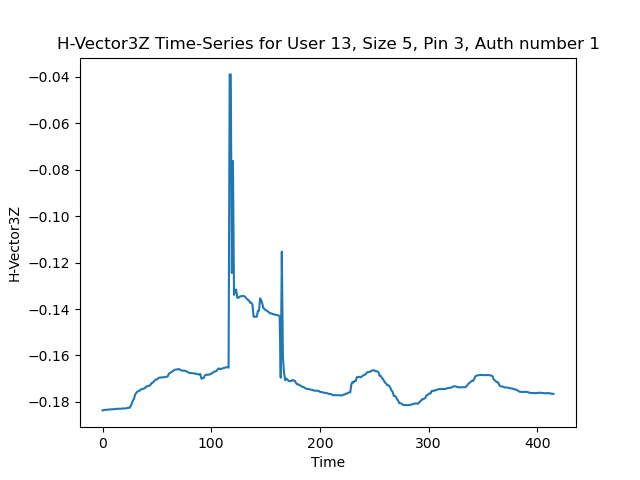 H-Vector3Z Time-Series for User 13, Size 5, Pin 3, Auth number 1
H-Vector3Z
−0.04
−0.06
−0.08
−0.10
−0.12
−0.14
−0.16
−0.18
0 100 200 300 400
Time